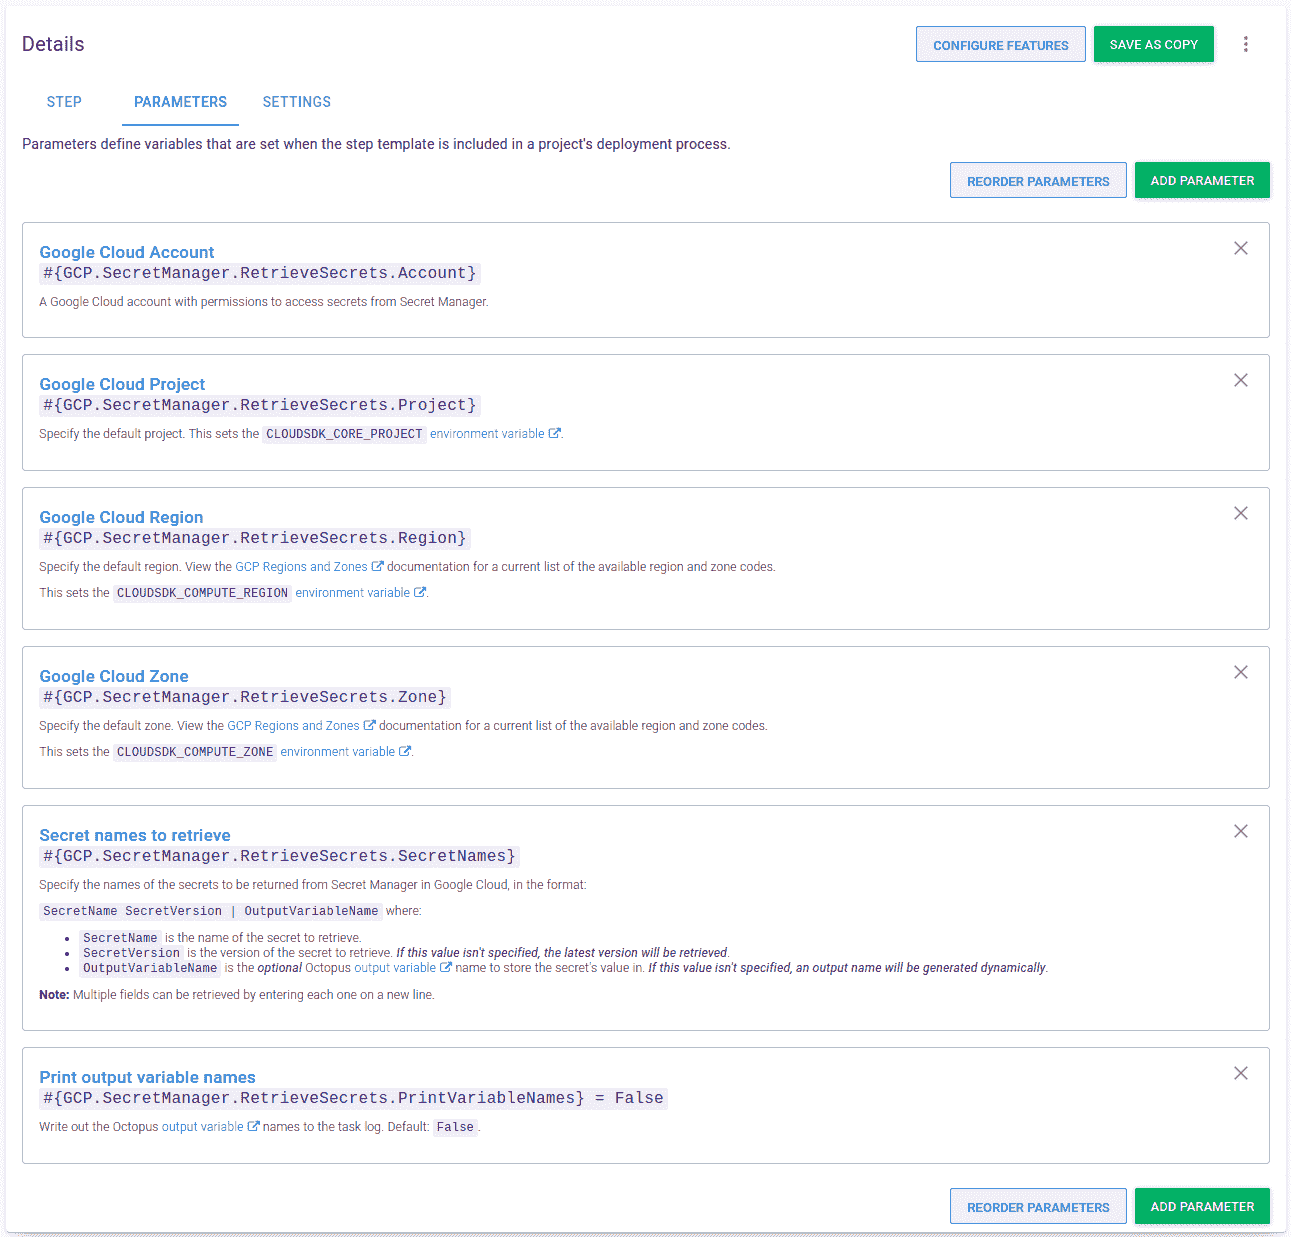 Details
CONFIGURE FEATURES
SAVE AS COPY
STEP
PARAMETERS
SETTINGS
Parameters define variables that are set when the step template is included in a project's deployment process.
REORDER PARAMETERS
ADD PARAMETER
Google Cloud Account
#{GCP.SecretManager.RetrieveSecrets.Account}
A Google Cloud account with permissions to access secrets from Secret Manager.
Google Cloud Project
#{GCP.SecretManager.RetrieveSecrets.Project}
Specify the default project. This sets the CLOUDSDK_CORE_PROJECT environment variable.
Google Cloud Region
#{GCP.SecretManager.RetrieveSecrets.Region}
Specify the default region. View the GCP Regions and Zones documentation for a current list of the available region and zone codes.
This sets the CLOUDSDK_COMPUTE_REGION environment variable.
Google Cloud Zone
#{GCP.SecretManager.RetrieveSecrets.Zone}
Specify the default zone. View the GCP Regions and Zones documentation for a current list of the available region and zone codes.
This sets the CLOUDSDK_COMPUTE_ZONE environment variable.
Secret names to retrieve
#{GCP.SecretManager.RetrieveSecrets.SecretNames}
Specify the names of the secrets to be returned from Secret Manager in Google Cloud, in the format:
SecretName SecretVersion | OutputVariableName where:
• SecretName is the name of the secret to retrieve.
• SecretVersion is the version of the secret to retrieve. If this value isn't specified, the latest version will be retrieved.
• OutputVariableName is the optional Octopus output variable name to store the secret's value in. If this value isn't specified, an output name will be generated dynamically.
Note: Multiple fields can be retrieved by entering each one on a new line.
Print output variable names
#{GCP.SecretManager.RetrieveSecrets.PrintVariableNames} = False
Write out the Octopus output variable names to the task log. Default: False.
REORDER PARAMETERS
ADD PARAMETER